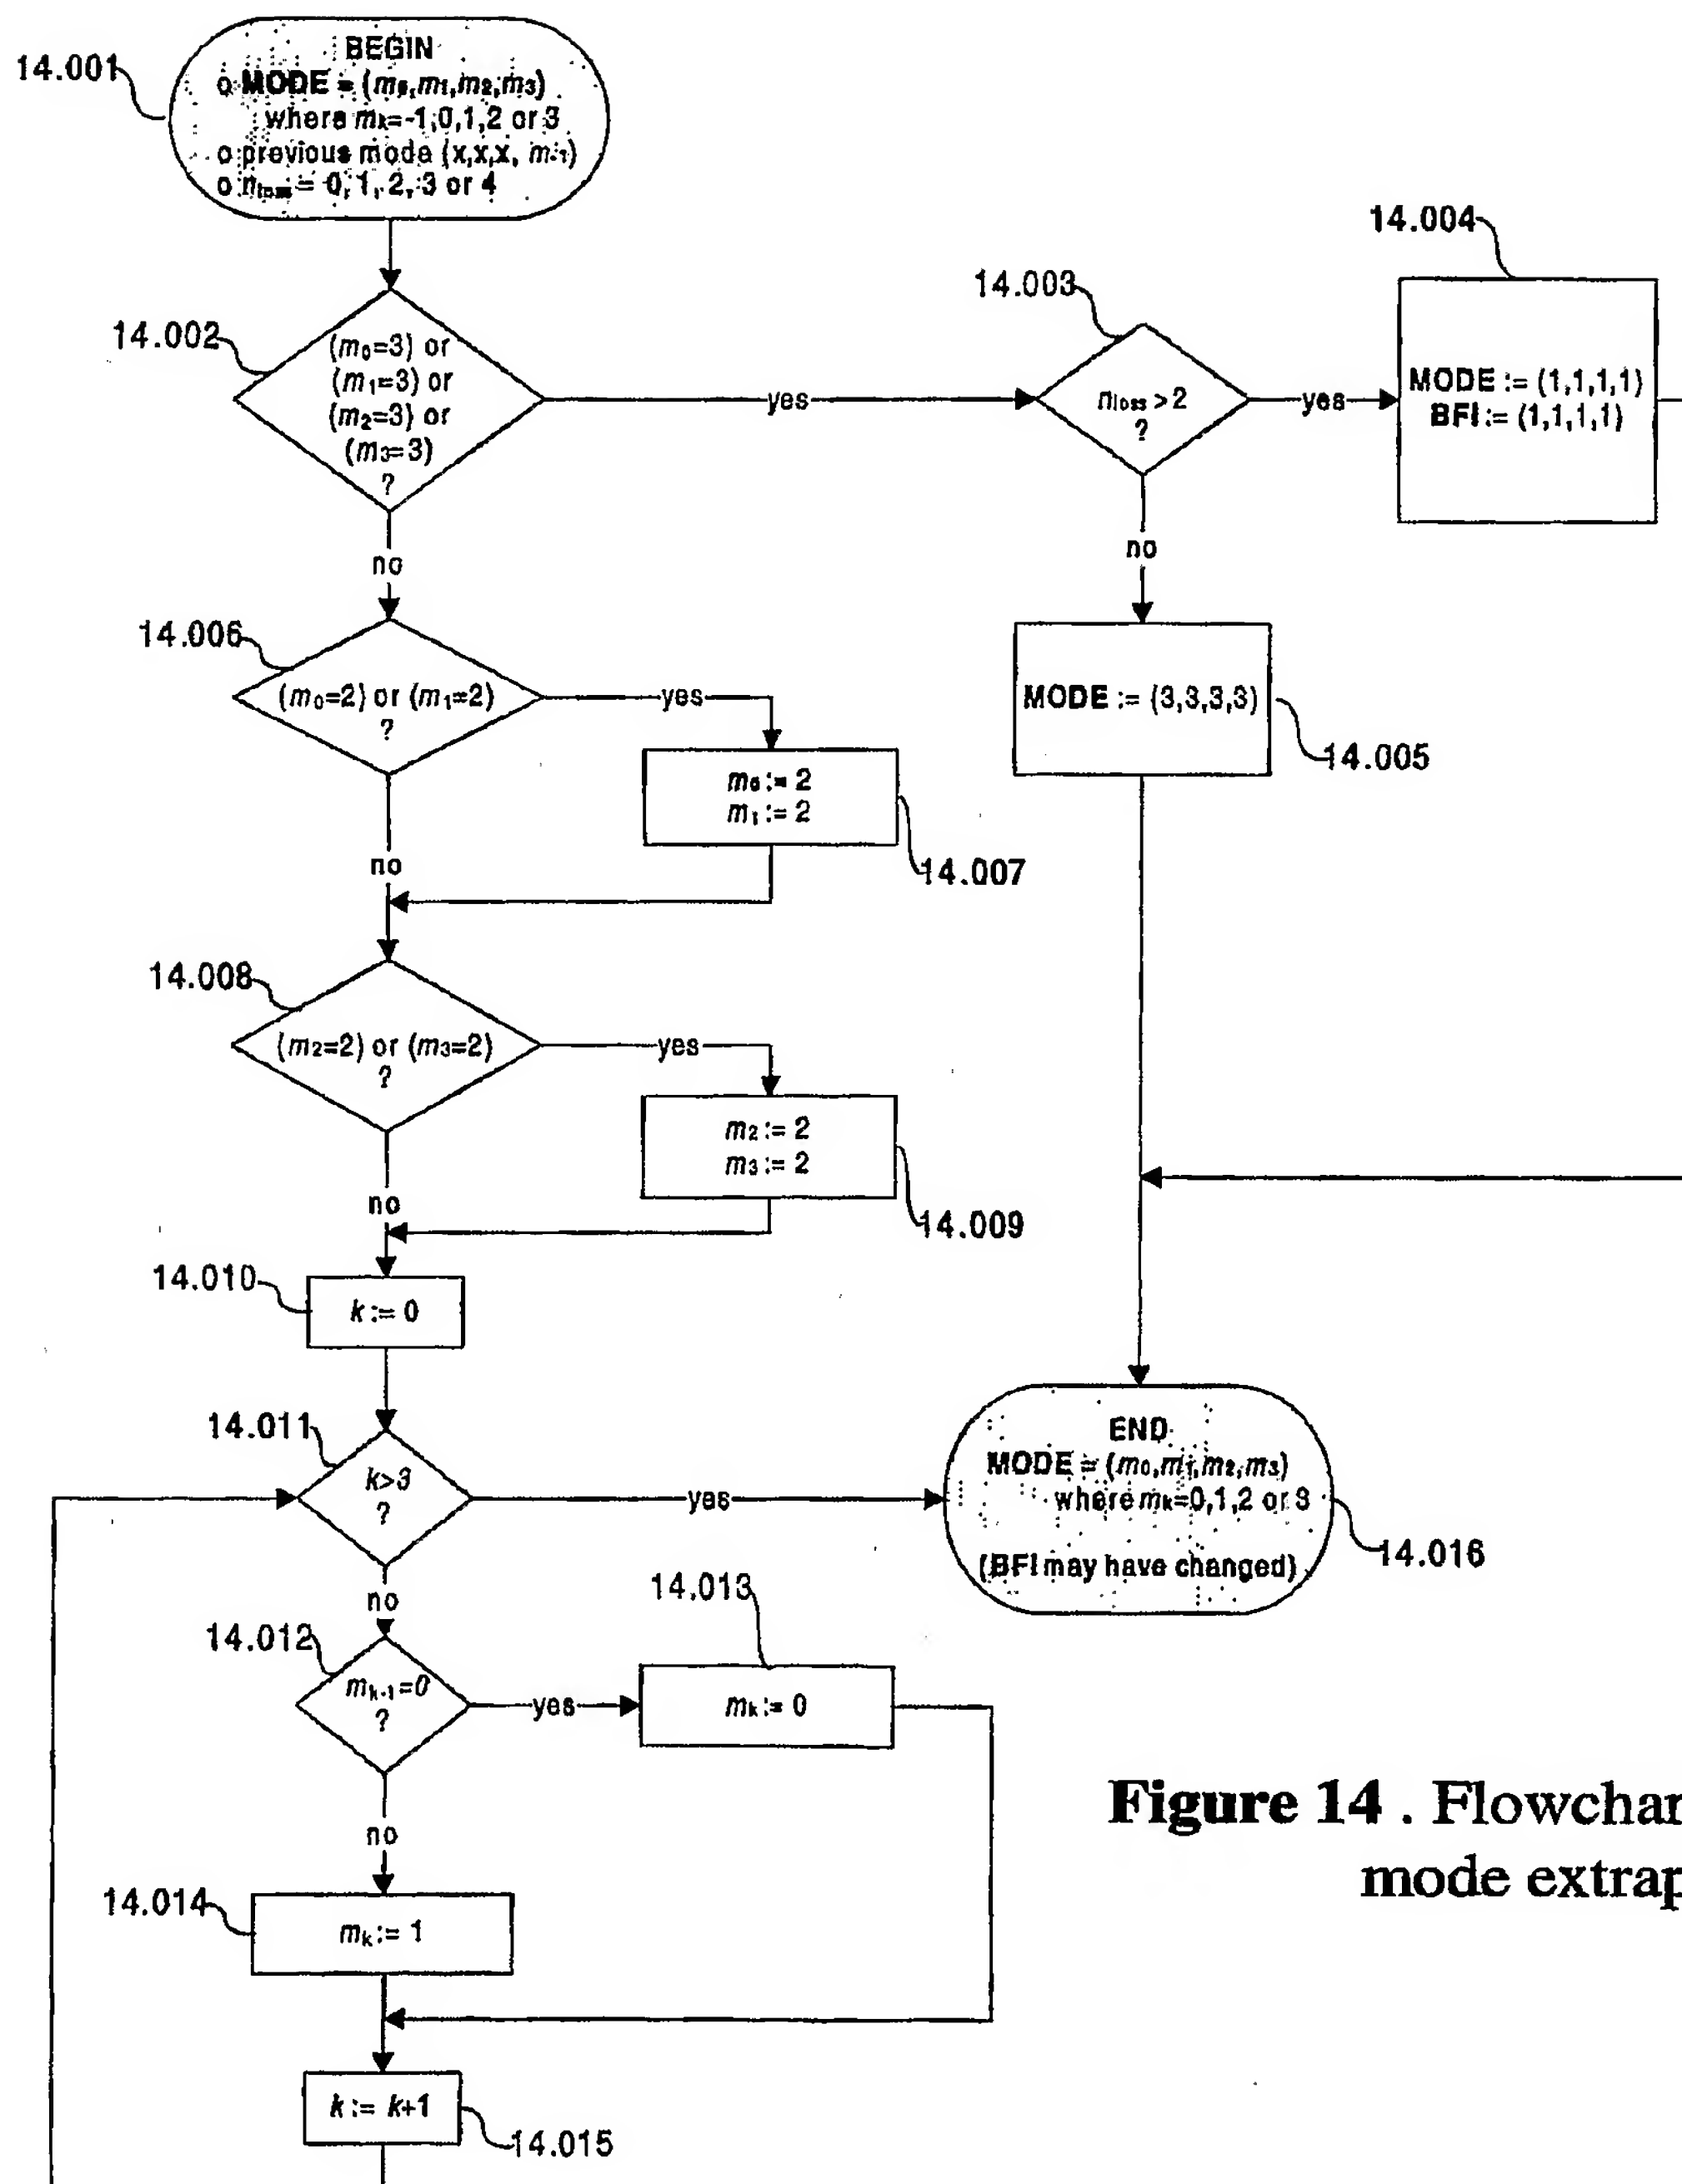 14.001
BEGIN
o MODE = (m0,m1,m2,m3)
where mk=-1,0,1,2 or 3
o previous mode (x,x,x, m-1)
o nloss = 0, 1, 2, 3 or 4
14.002
(m0=3) or
(m1=3) or
(m2=3) or
(m3=3)
?
yes
no
14.003
nloss>2
?
yes
no
14.004
MODE := (1,1,1,1)
BFI := (1,1,1,1)
MODE := (3,3,3,3)
14.005
14.006
(m0=2) or (m1=2)
?
yes
m0 := 2
m1 := 2
14.007
no
14.008
(m2=2) or (m3=2)
?
yes
m2 := 2
m3 := 2
14.009
no
14.010
k := 0
14.011
k>3
?
yes
no
END
MODE = (m0,m1,m2,m3)
where mk=0,1,2 or 3
(BFI may have changed)
14.016
14.012
mk-1=0
?
yes
14.013
mk := 0
no
14.014
mk := 1
k := k+1
14.015
Figure 14 . Flowchar
mode extrap